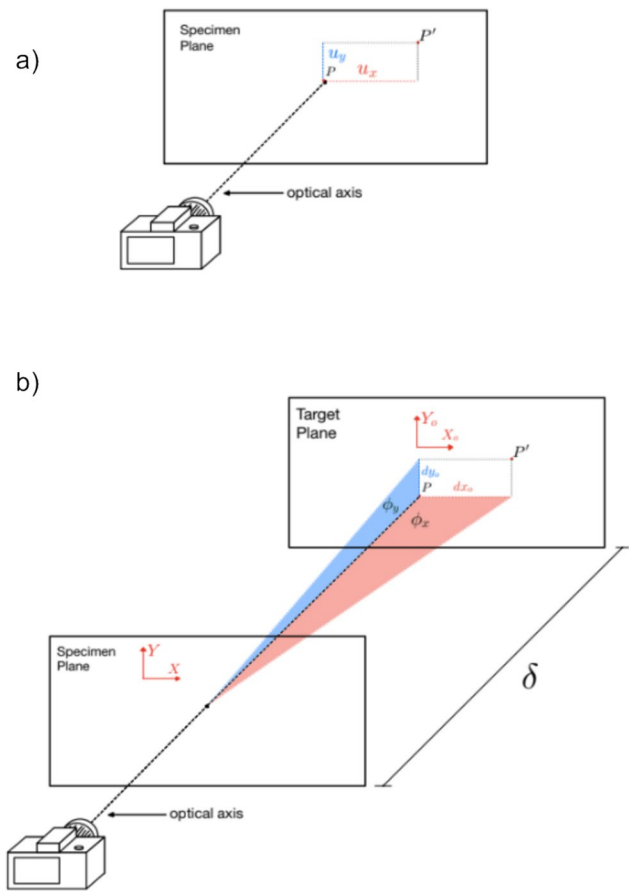 a)
Specimen
Plane
P'
u_y
P
u_x
optical axis
b)
Target
Plane
Y_o
X_o
P'
dy_o
P
dx_o
ϕ_y
ϕ_x
Specimen
Plane
Y
X
δ
optical axis